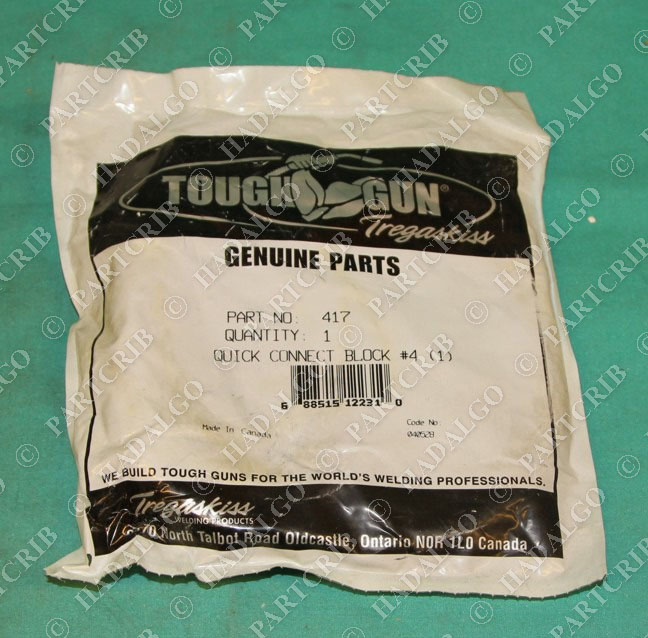 TOUGH GUN®
Tregaskiss
GENUINE PARTS
PART NO: 417
QUANTITY: 1
QUICK CONNECT BLOCK #4 (1)
6 88515 12231 0
Made In Canada
Code No:
040528
WE BUILD TOUGH GUNS FOR THE WORLD'S WELDING PROFESSIONALS.
Tregaskiss
WELDING PRODUCTS
North Talbot Road Oldcastle, Ontario N0R 1L0 Canada
© PARTCRIB
© HADALGO